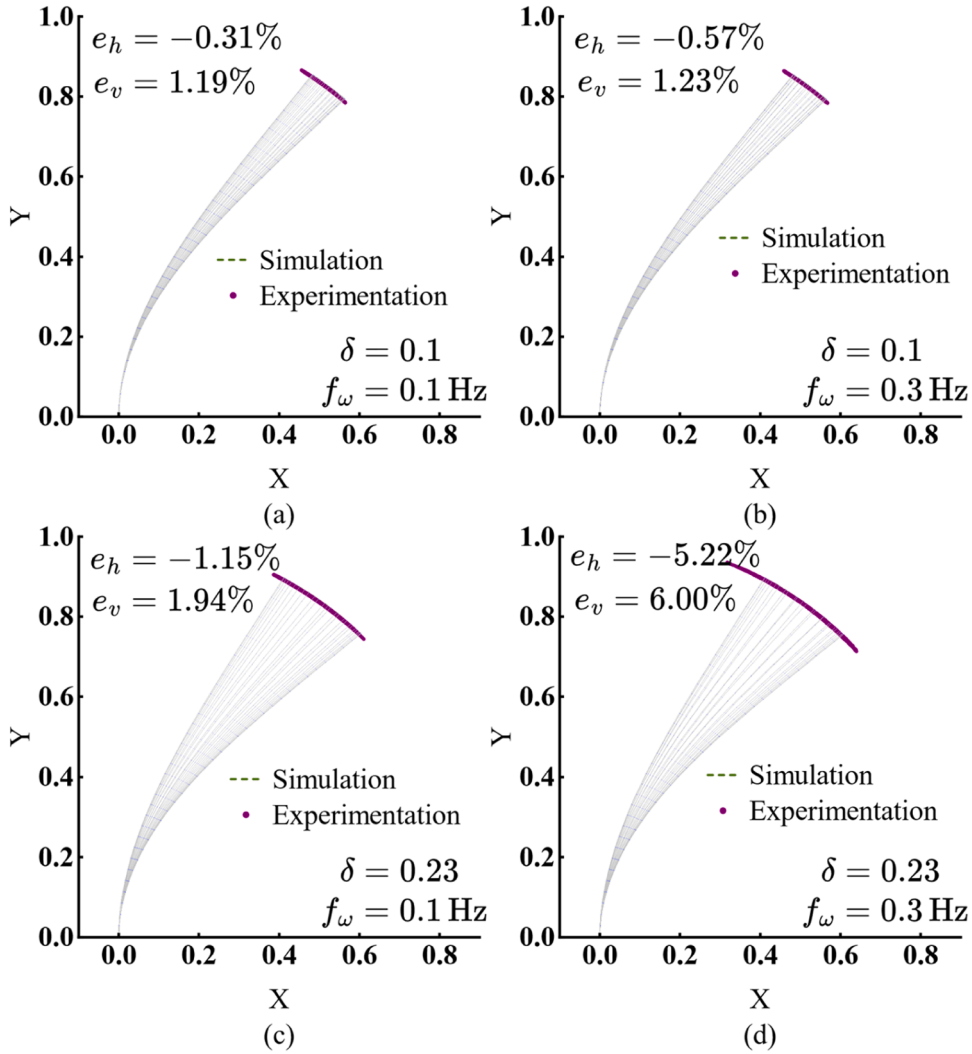 1.0
e_h = −0.31%
e_v = 1.19%
0.8
0.6
Y
0.4
Simulation
Experimentation
0.2
δ = 0.1
f_ω = 0.1 Hz
0.0
0.0 0.2 0.4 0.6 0.8
X
(a)
1.0
e_h = −0.57%
e_v = 1.23%
0.8
0.6
Y
0.4
Simulation
Experimentation
0.2
δ = 0.1
f_ω = 0.3 Hz
0.0
0.0 0.2 0.4 0.6 0.8
X
(b)
1.0
e_h = −1.15%
e_v = 1.94%
0.8
0.6
Y
0.4
Simulation
Experimentation
0.2
δ = 0.23
f_ω = 0.1 Hz
0.0
0.0 0.2 0.4 0.6 0.8
X
(c)
1.0
e_h = −5.22%
e_v = 6.00%
0.8
0.6
Y
0.4
Simulation
Experimentation
0.2
δ = 0.23
f_ω = 0.3 Hz
0.0
0.0 0.2 0.4 0.6 0.8
X
(d)